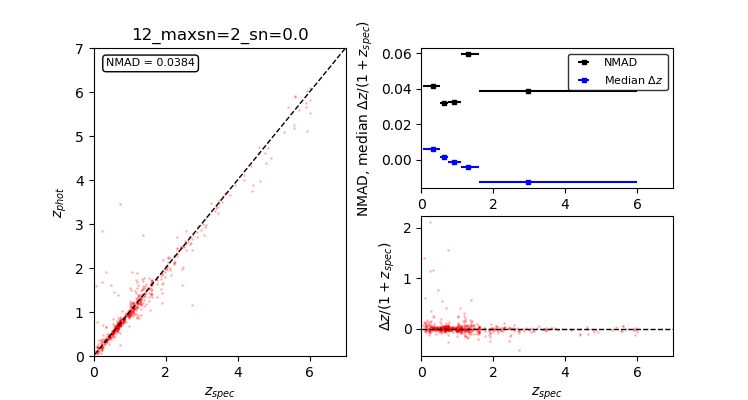 12_maxsn=2_sn=0.0
NMAD = 0.0384
7
6
5
4
3
2
1
0
z_phot
0 2 4 6
z_spec
NMAD, median Δz/(1 + z_spec)
0.06
0.04
0.02
0.00
NMAD
Median Δz
0 2 4 6
Δz/(1 + z_spec)
2
1
0
0 2 4 6
z_spec